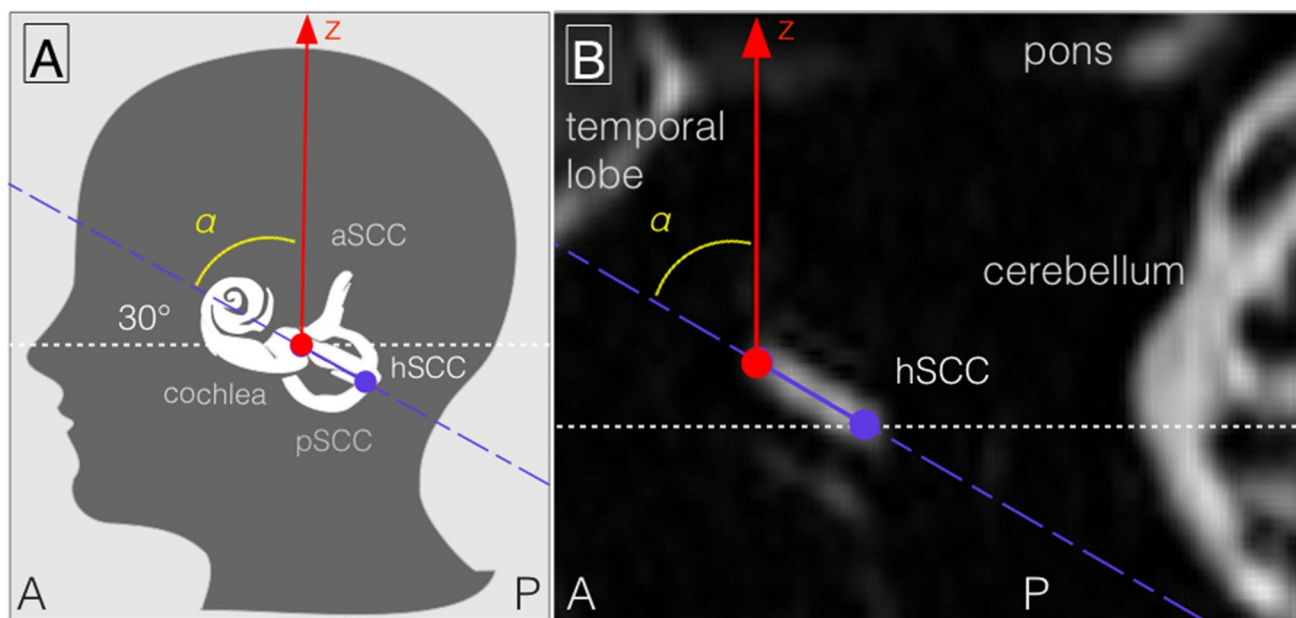 A
z
α
aSCC
30°
hSCC
cochlea
pSCC
A
P
B
z
pons
temporal
lobe
α
cerebellum
hSCC
A
P